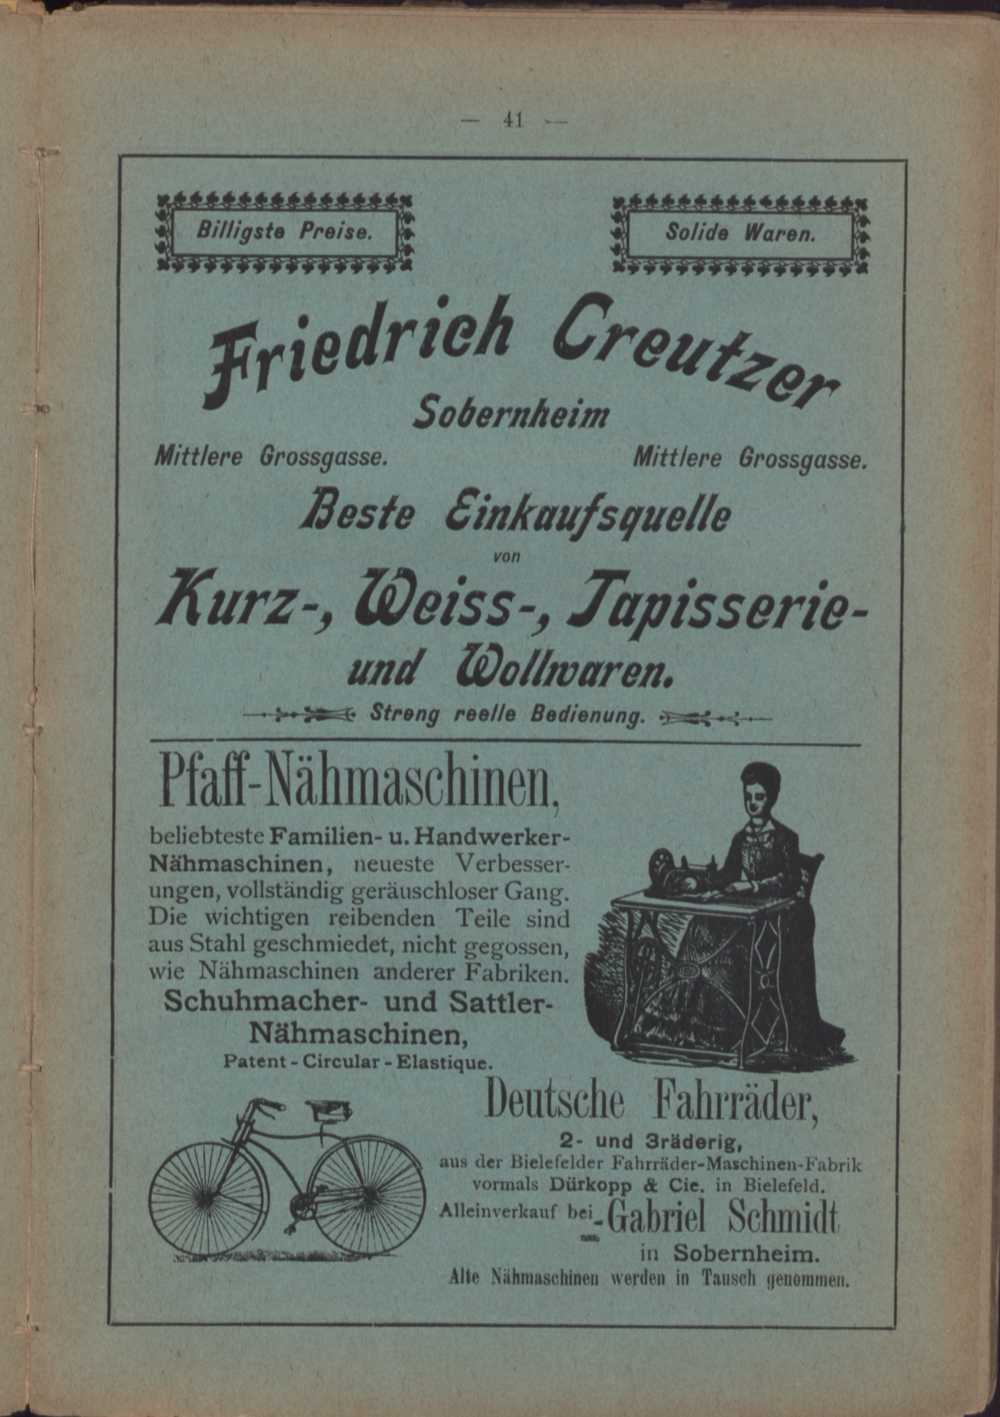 — 41 —
Billigste Preise.
Solide Waren.
Friedrich Creutzer
Sobernheim
Mittlere Grossgasse.
Mittlere Grossgasse.
Beste Einkaufsquelle
von
Kurz-, Weiss-, Tapisserie-
und Wollwaren.
Streng reelle Bedienung.
Pfaff-Nähmaschinen,
beliebteste Familien- u. Handwerker-
Nähmaschinen, neueste Verbesser-
ungen, vollständig geräuschloser Gang.
Die wichtigen reibenden Teile sind
aus Stahl geschmiedet, nicht gegossen,
wie Nähmaschinen anderer Fabriken.
Schuhmacher- und Sattler-
Nähmaschinen,
Patent - Circular - Elastique.
Deutsche Fahrräder,
2- und 3räderig,
aus der Bielefelder Fahrräder-Maschinen-Fabrik
vormals Dürkopp & Cie. in Bielefeld.
Alleinverkauf bei Gabriel Schmidt
in Sobernheim.
Alte Nähmaschinen werden in Tausch genommen.